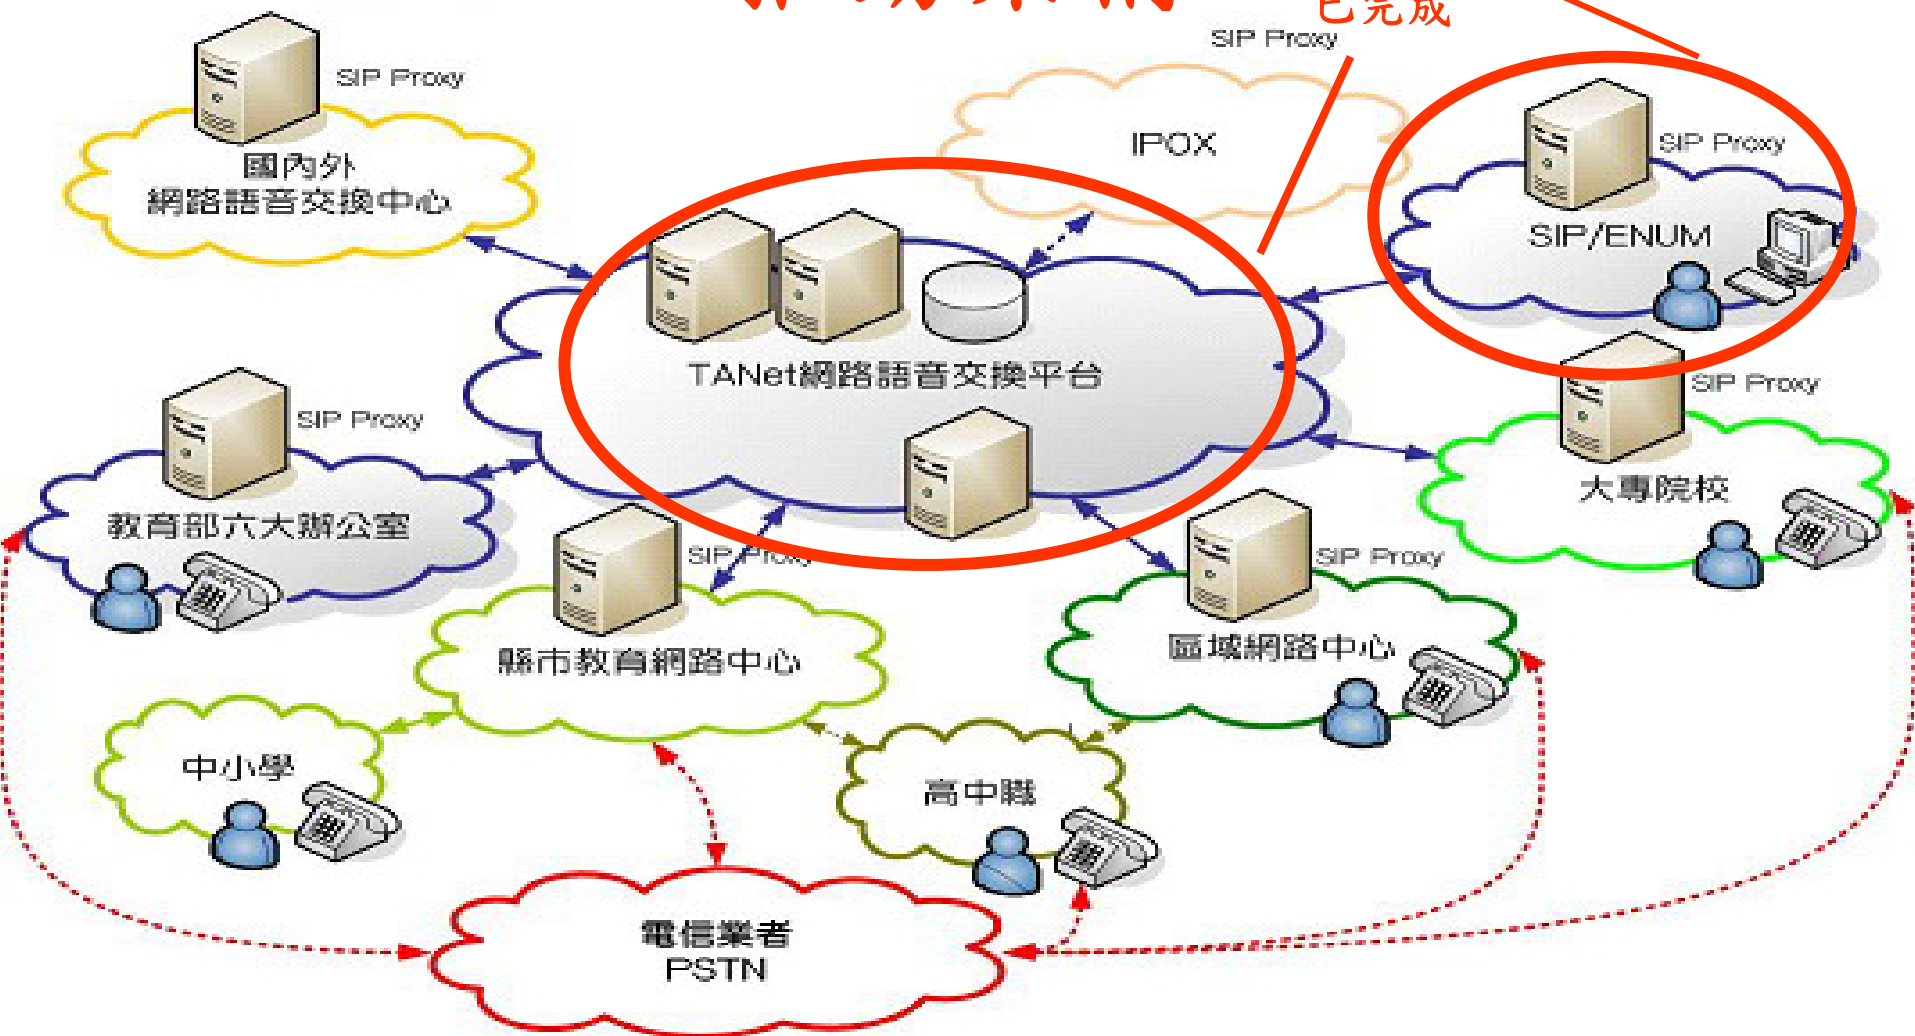 已完成
SIP Proxy
SIP Proxy
IPOX
SIP Proxy
國內外
網路語音交換中心
SIP/ENUM
TANet網路語音交換平台
SIP Proxy
SIP Proxy
大專院校
教育部六大辦公室
SIP Proxy
SIP Proxy
縣市教育網路中心
區域網路中心
中小學
高中職
電信業者
PSTN